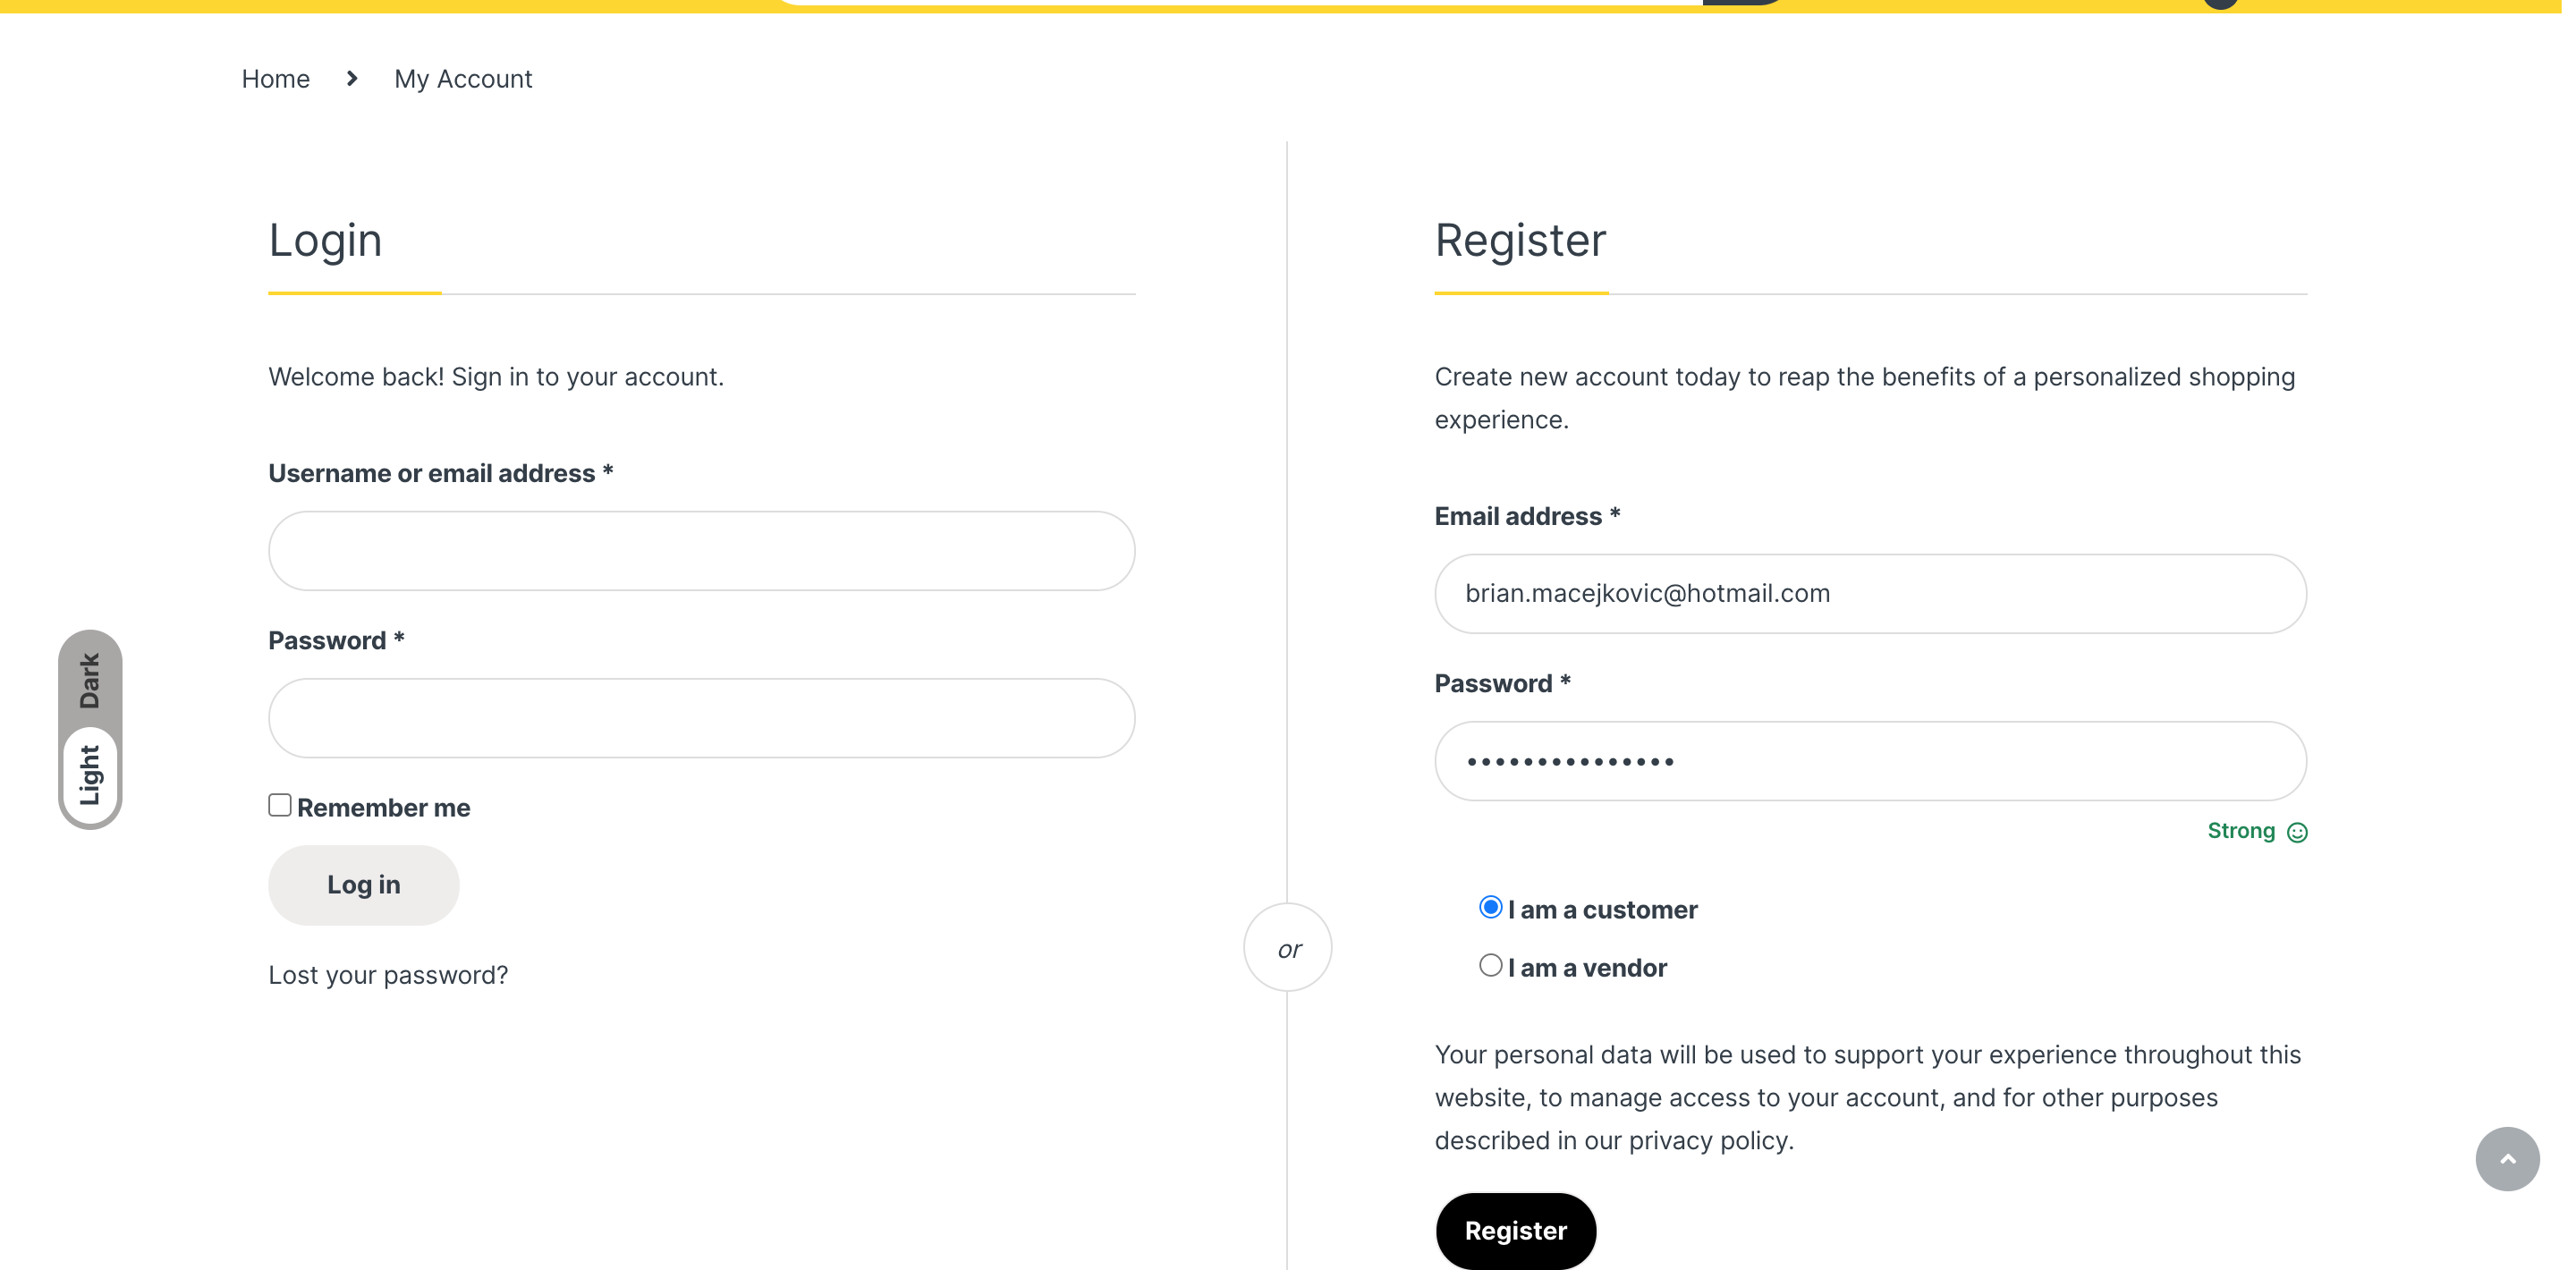 Home
My Account
Login
Welcome back! Sign in to your account.
Username or email address *
Password *
Remember me
Log in
Lost your password?
or
Register
Create new account today to reap the benefits of a personalized shopping
experience.
Email address *
brian.macejkovic@hotmail.com
Password *
•••••••••••••••
Strong
I am a customer
I am a vendor
Your personal data will be used to support your experience throughout this
website, to manage access to your account, and for other purposes
described in our privacy policy.
Register
Dark
Light